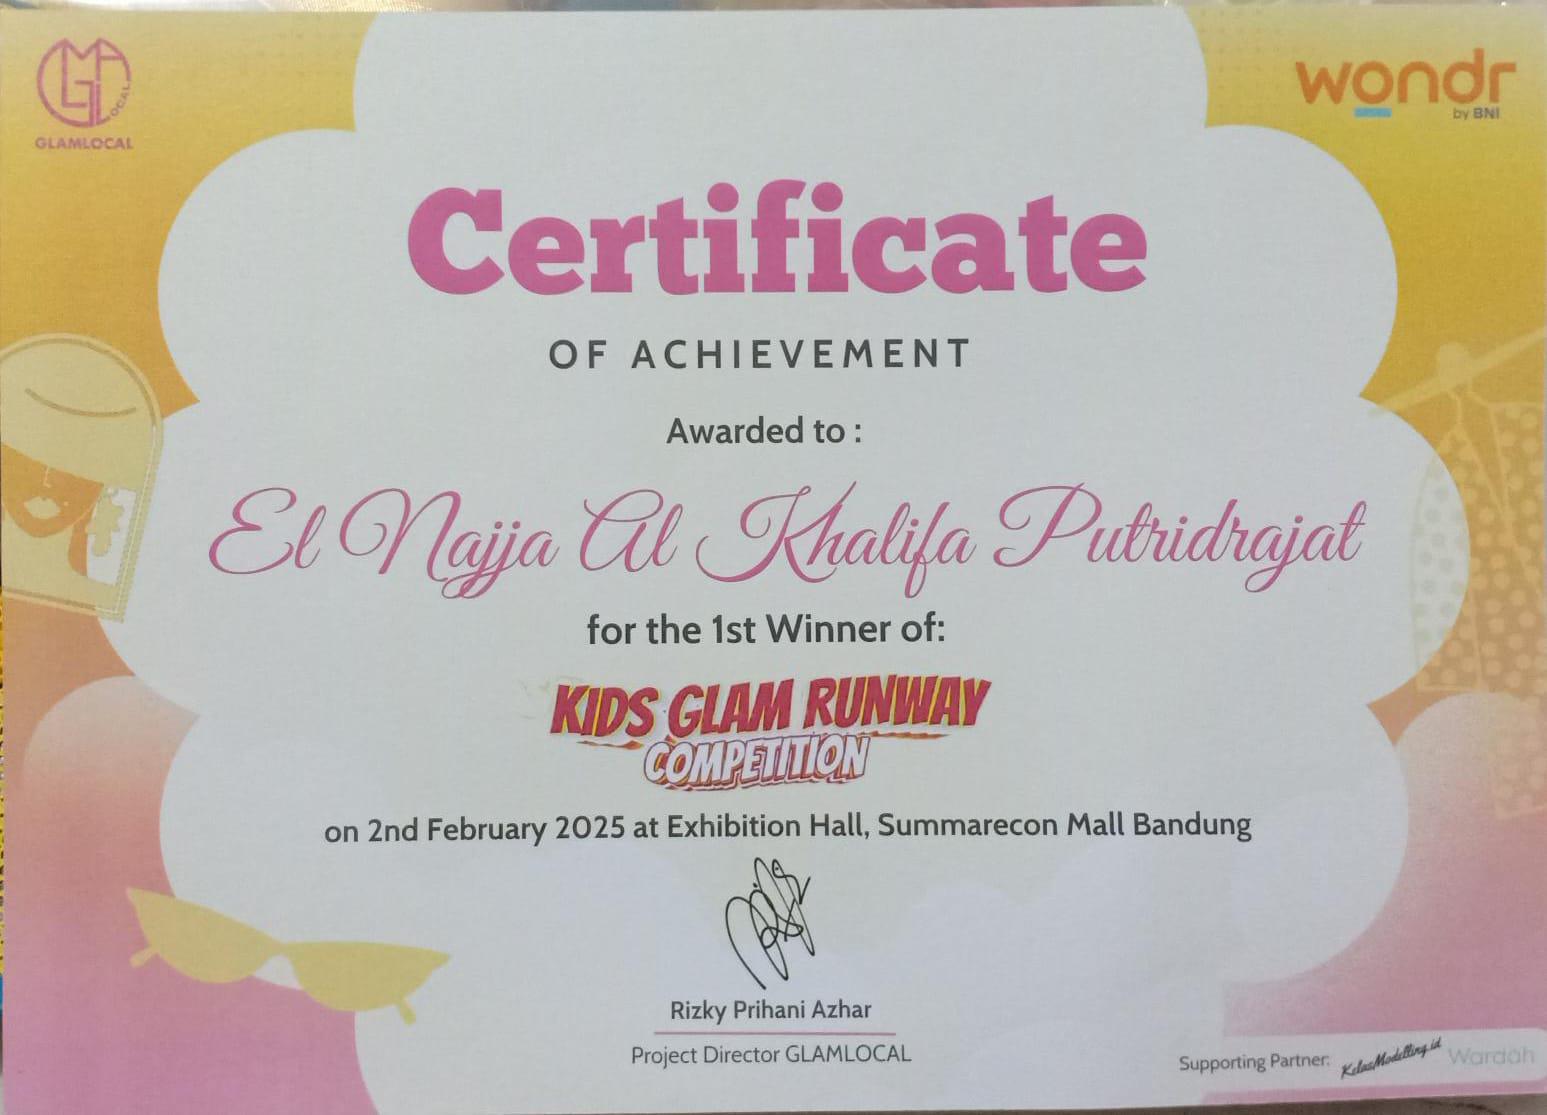 GLAMLOCAL
wondr
by BNI
Certificate
OF ACHIEVEMENT
Awarded to :
El Najja Al Khalifa Putridrajat
for the 1st Winner of:
KIDS GLAM RUNWAY
COMPETITION
on 2nd February 2025 at Exhibition Hall, Summarecon Mall Bandung
Rizky Prihani Azhar
Project Director GLAMLOCAL
Supporting Partner: KelasModelling.id Wardah